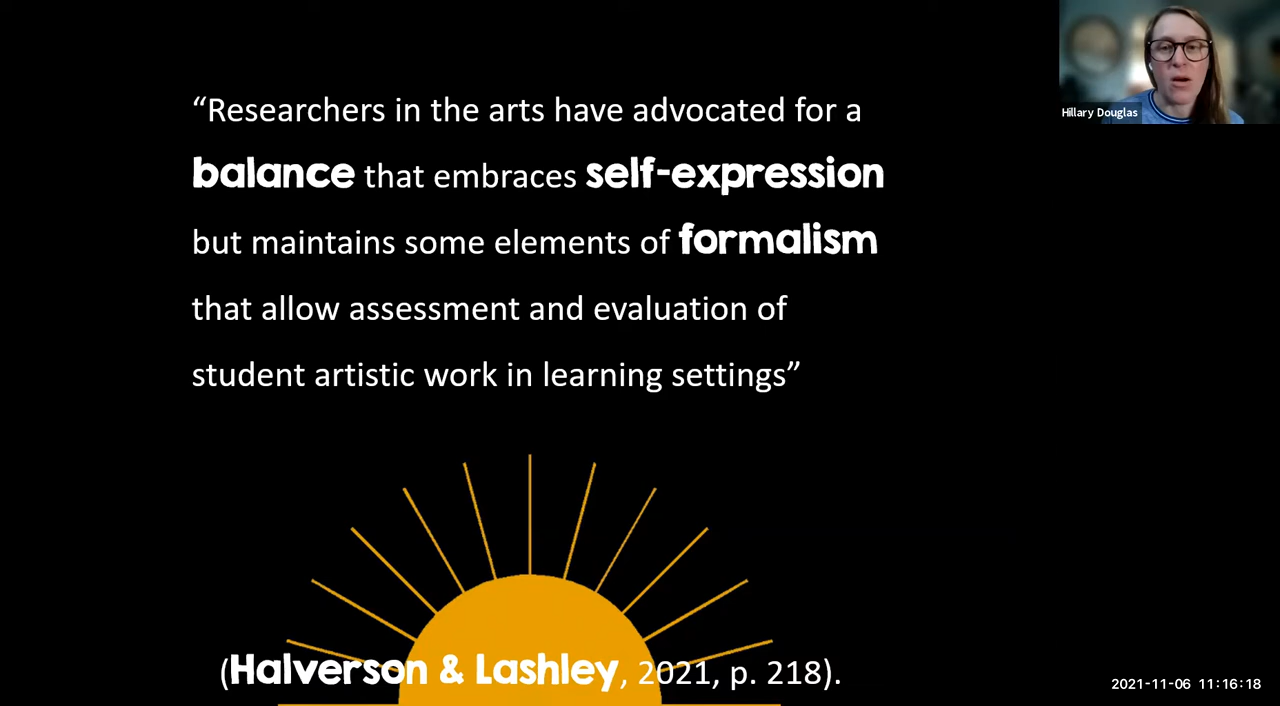 “Researchers in the arts have advocated for a
balance that embraces self-expression
but maintains some elements of formalism
that allow assessment and evaluation of
student artistic work in learning settings”
(Halverson & Lashley, 2021, p. 218).
Hillary Douglas
2021-11-06 11:16:18